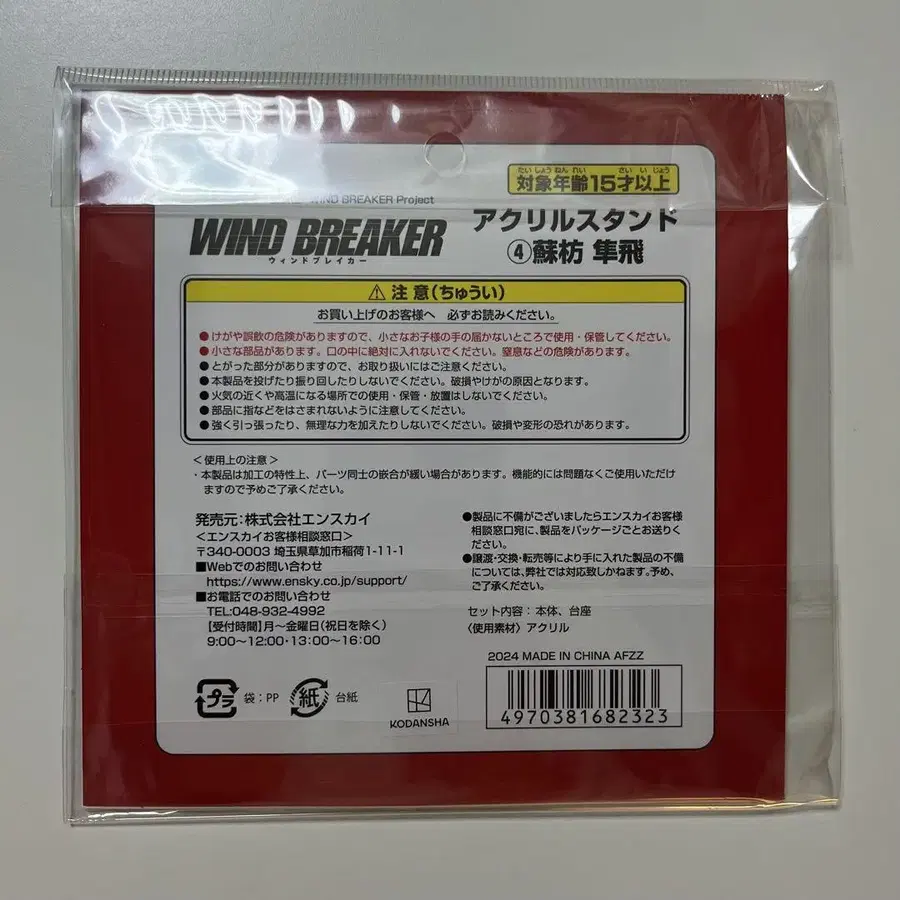 WIND BREAKER Project
たいしょうねんれい さいいじょう
対象年齢15才以上
WIND BREAKER
ウィンドブレイカー
アクリルスタンド
④蘇枋 隼飛
⚠注意(ちゅうい)
お買い上げのお客様へ 必ずお読みください。
●けがや誤飲の危険がありますので、小さなお子様の手の届かないところで使用・保管してください。
●小さな部品があります。口の中に絶対に入れないでください。窒息などの危険があります。
●とがった部分がありますので、お取り扱いにはご注意ください。
●本製品を投げたり振り回したりしないでください。破損やけがの原因となります。
●火気の近くや高温になる場所での使用・保管・放置はしないでください。
●部品に指などをはさまれないように注意してください。
●強く引っ張ったり、無理な力を加えたりしないでください。破損や変形の恐れがあります。
<使用上の注意>
・本製品は加工の特性上、パーツ同士の嵌合が緩い場合があります。機能的には問題なくご使用いただけ
ますので予めご了承ください。
発売元:株式会社エンスカイ
<エンスカイお客様相談窓口>
〒340-0003 埼玉県草加市稲荷1-11-1
■Webでのお問い合わせ
https://www.ensky.co.jp/support/
■お電話でのお問い合わせ
TEL:048-932-4992
【受付時間】月〜金曜日(祝日を除く)
9:00〜12:00・13:00〜16:00
●製品に不備がございましたらエンスカイお客様
相談窓口宛に、製品をパッケージごとお送りく
ださい。
●譲渡・交換・転売等により手に入れた製品の不備
については、弊社では対応致しかねます。予め、
ご了承ください。
セット内容:本体、台座
〈使用素材〉アクリル
2024 MADE IN CHINA AFZZ
プラ 袋:PP 紙 台紙
KODANSHA
4970381682323